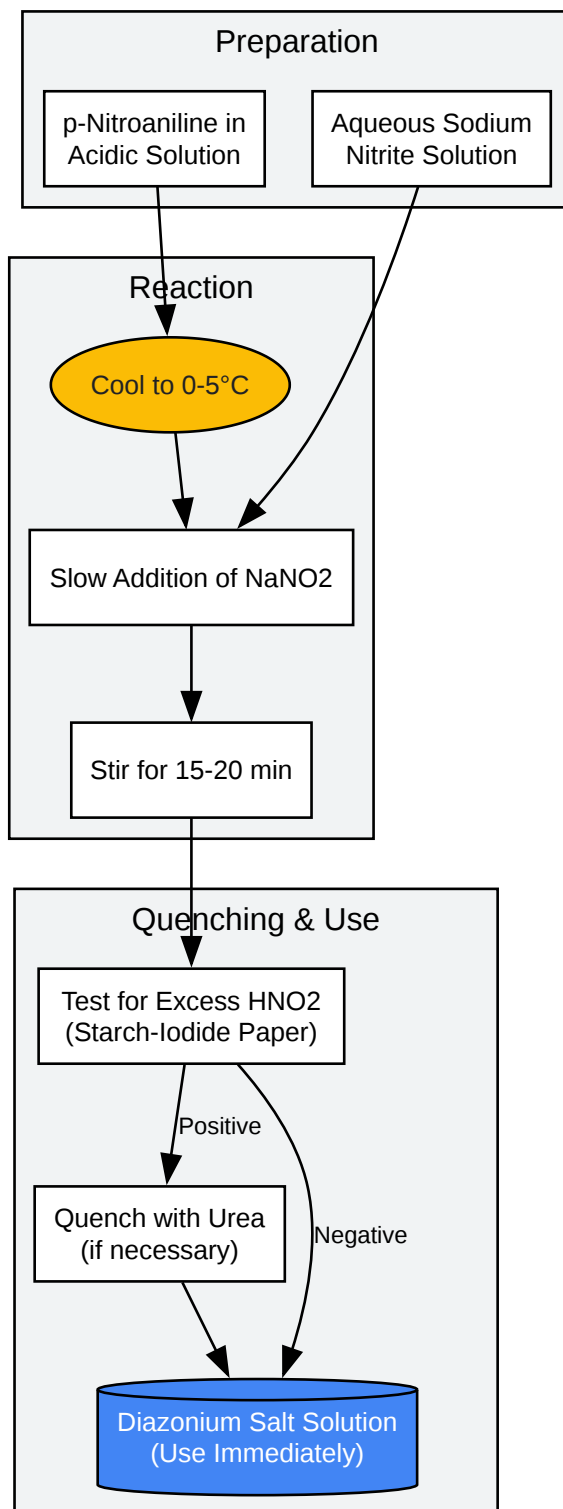 Preparation
p-Nitroaniline in
Acidic Solution
Aqueous Sodium
Nitrite Solution
Reaction
Cool to 0-5°C
Slow Addition of NaNO2
Stir for 15-20 min
Quenching & Use
Test for Excess HNO2
(Starch-Iodide Paper)
Positive
Quench with Urea
(if necessary)
Negative
Diazonium Salt Solution
(Use Immediately)